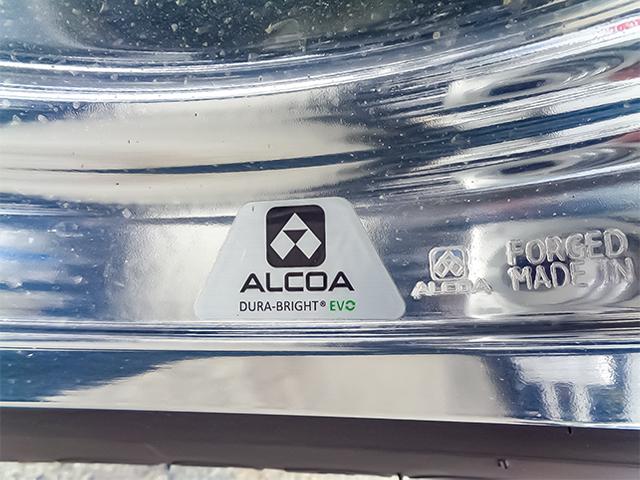 ALCOA
DURA-BRIGHT® EVO
ALCOA
FORGED
MADE IN